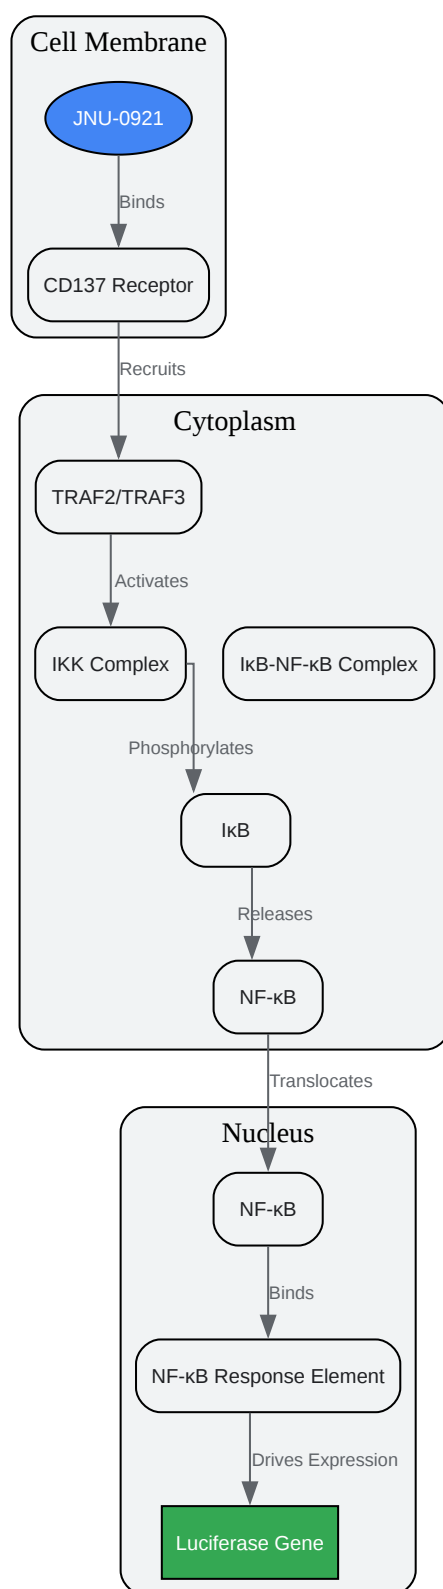 Cell Membrane
JNU-0921
Binds
CD137 Receptor
Recruits
Cytoplasm
TRAF2/TRAF3
Activates
IKK Complex
IκB-NF-κB Complex
Phosphorylates
IκB
Releases
NF-κB
Translocates
Nucleus
NF-κB
Binds
NF-κB Response Element
Drives Expression
Luciferase Gene